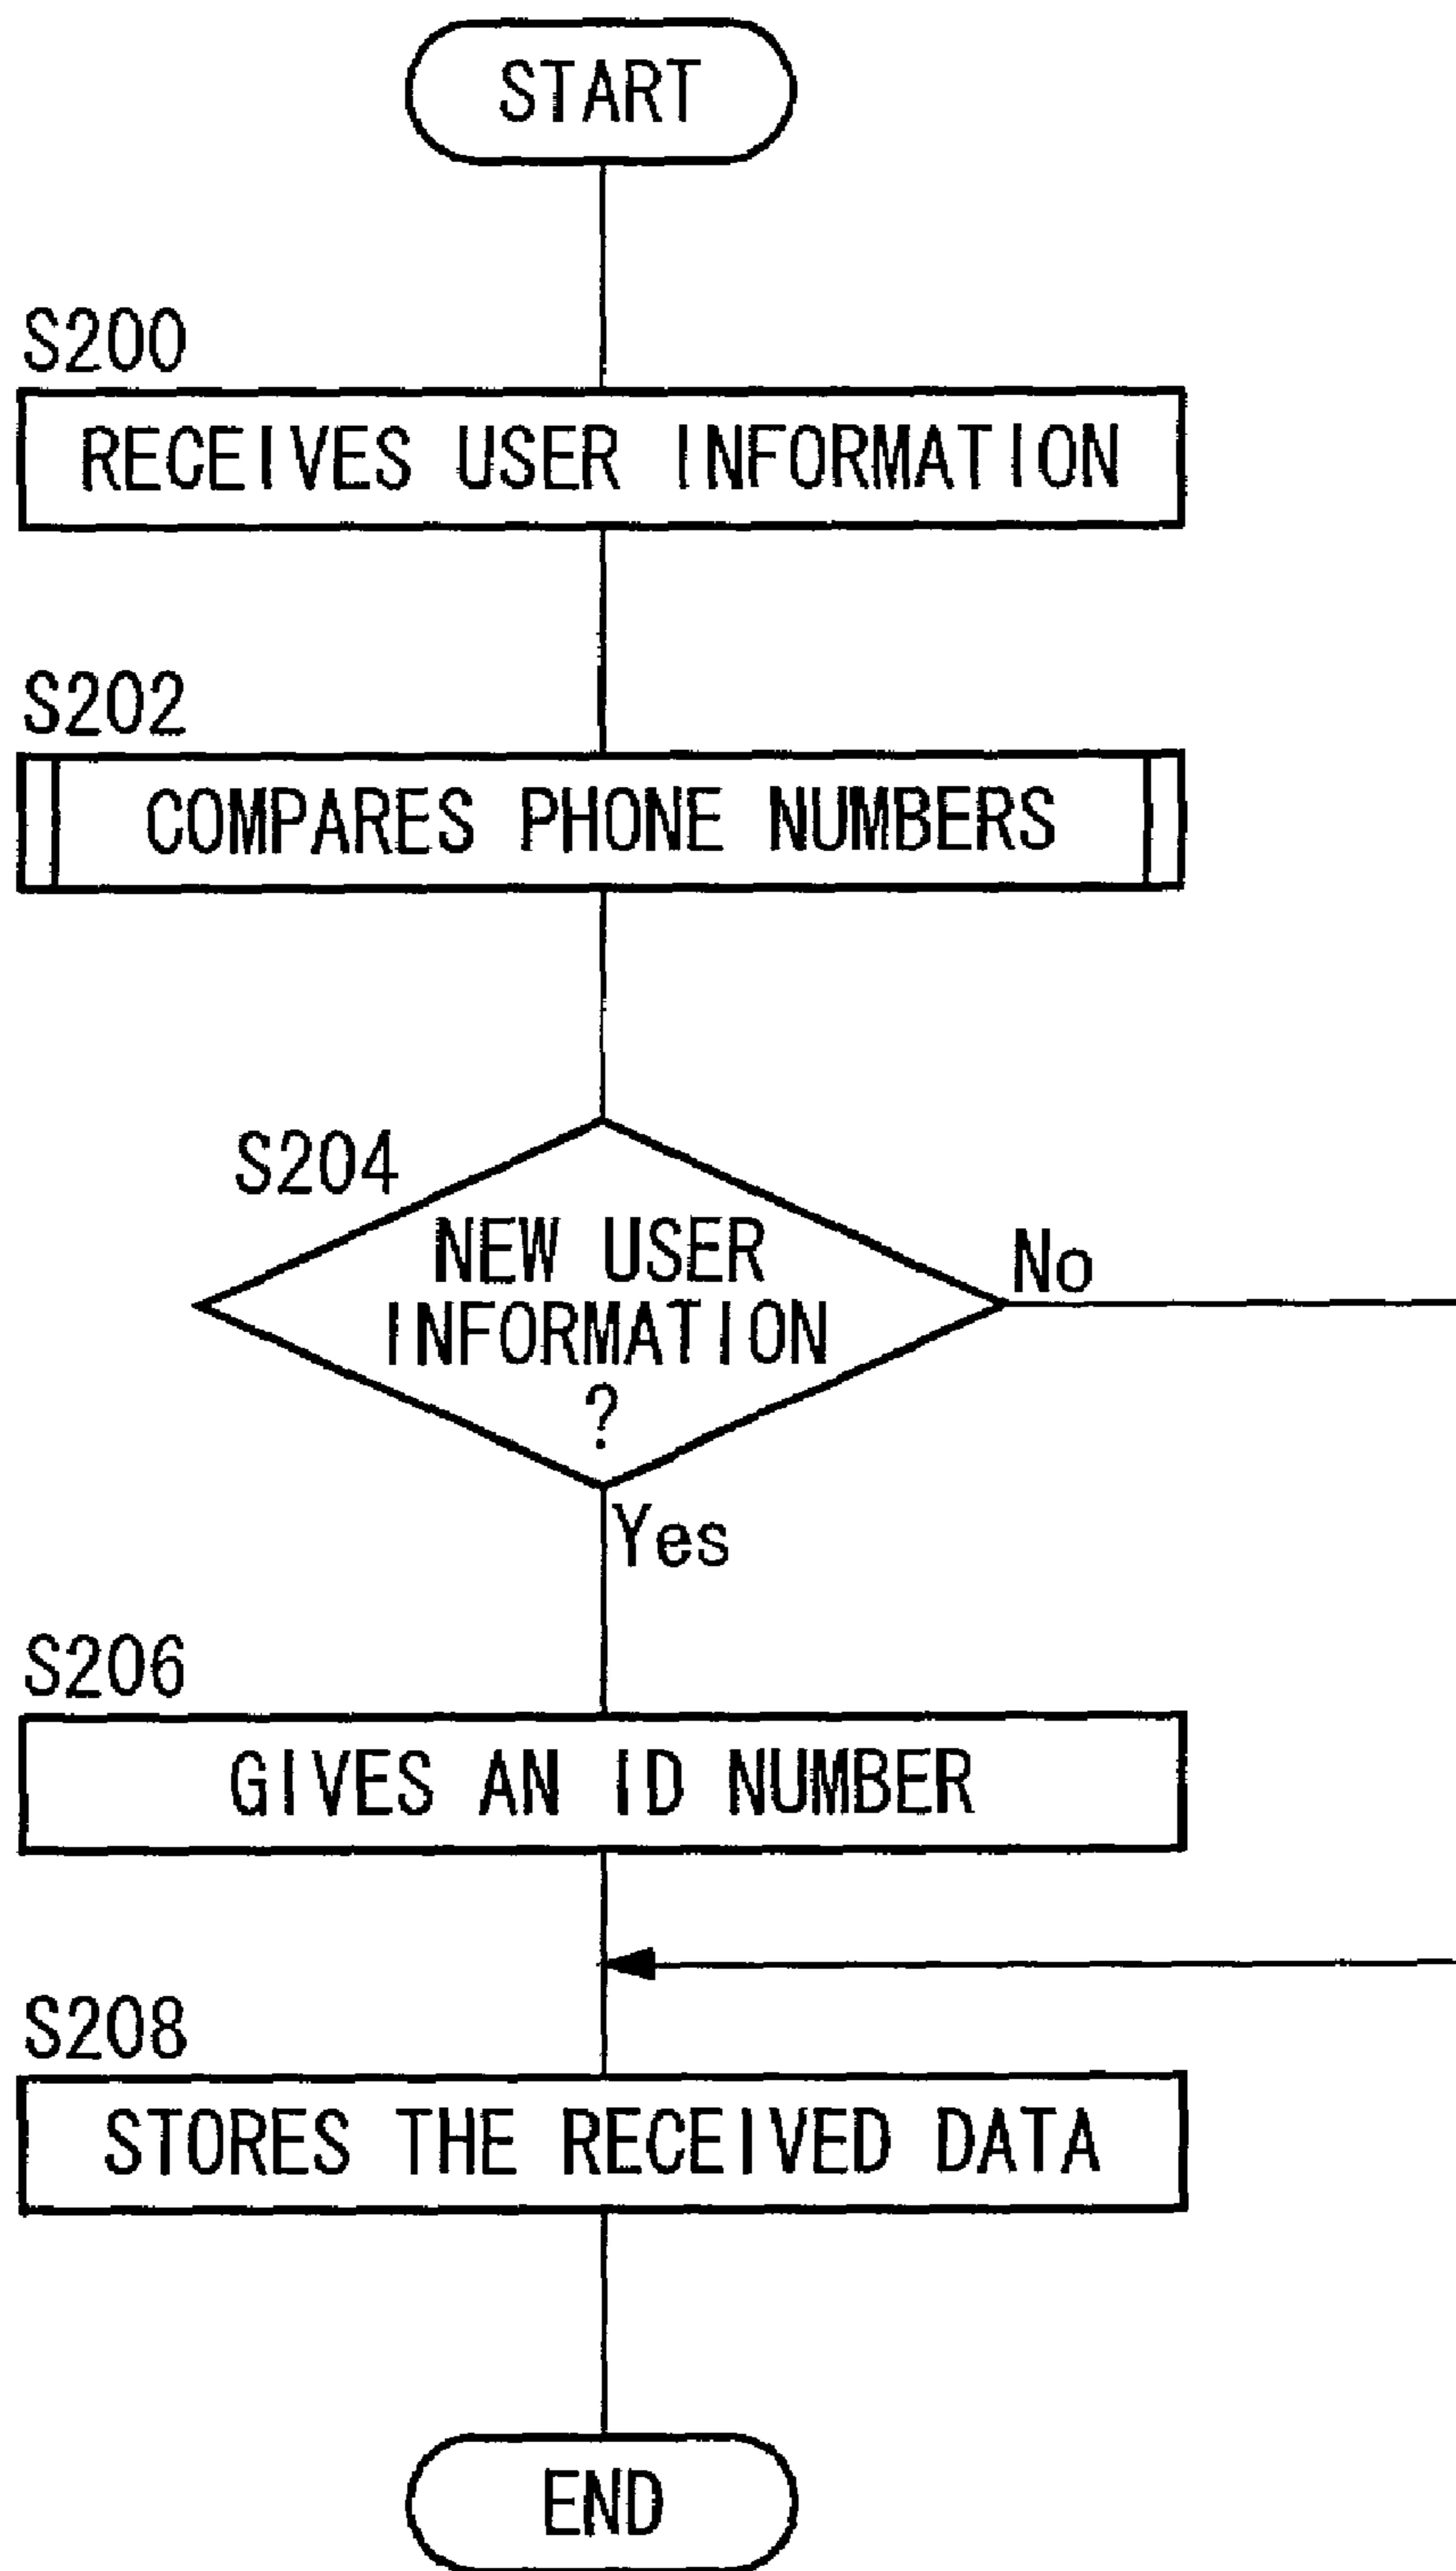 START
S200
RECEIVES USER INFORMATION
S202
COMPARES PHONE NUMBERS
S204
NEW USER
INFORMATION
?
No
Yes
S206
GIVES AN ID NUMBER
S208
STORES THE RECEIVED DATA
END